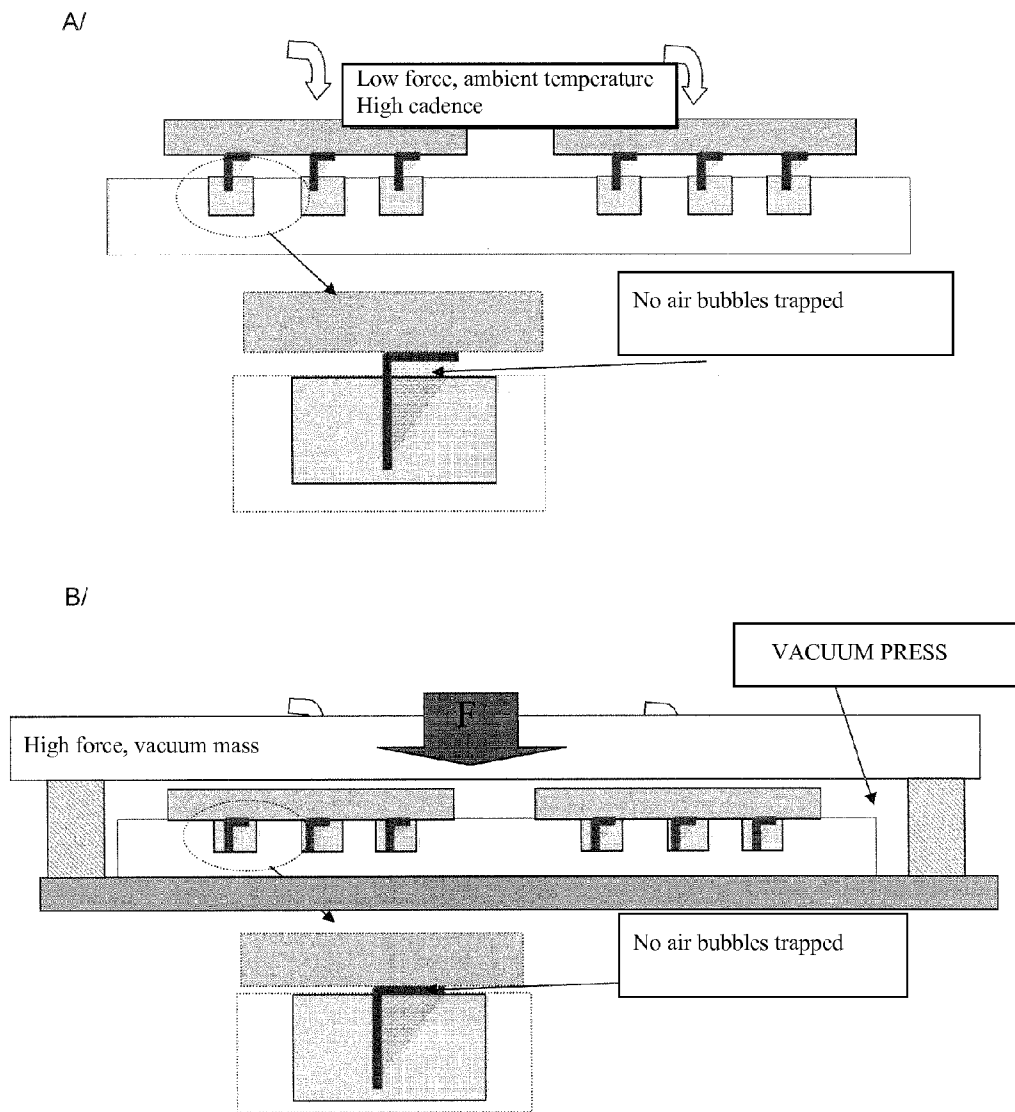 A/
Low force, ambient temperature
High cadence
No air bubbles trapped
B/
VACUUM PRESS
F
High force, vacuum mass
No air bubbles trapped